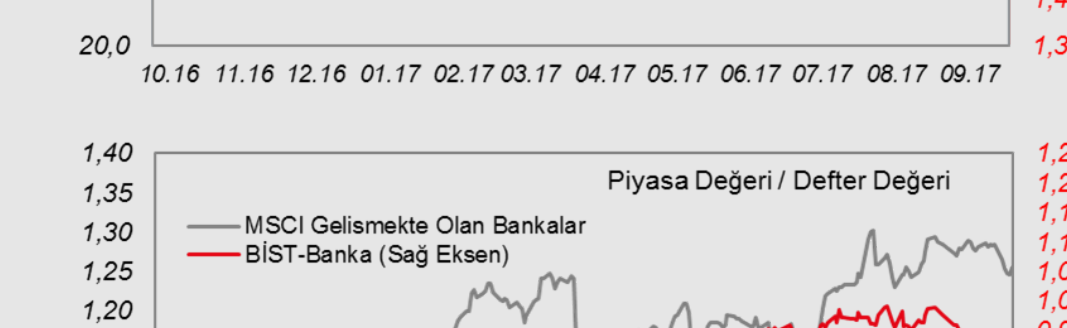 20,0
10.16 11.16 12.16 01.17 02.17 03.17 04.17 05.17 06.17 07.17 08.17 09.17
1,40
Piyasa Değeri / Defter Değeri
1,35
MSCI Gelismekte Olan Bankalar
1,30
BİST-Banka (Sağ Eksen)
1,25
1,20